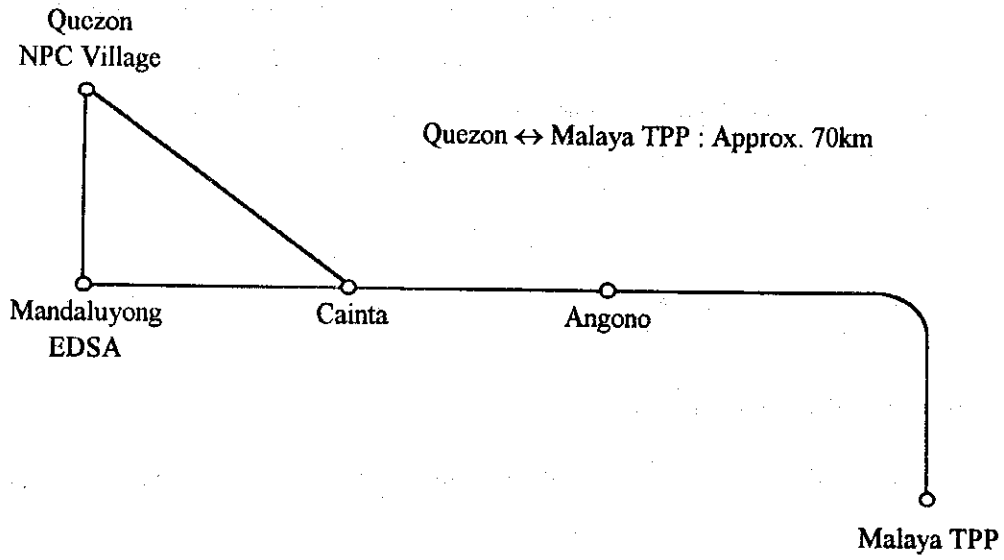 Quezon
NPC Village
Quezon ↔ Malaya TPP : Approx. 70km
Mandaluyong
EDSA
Cainta
Angono
Malaya TPP